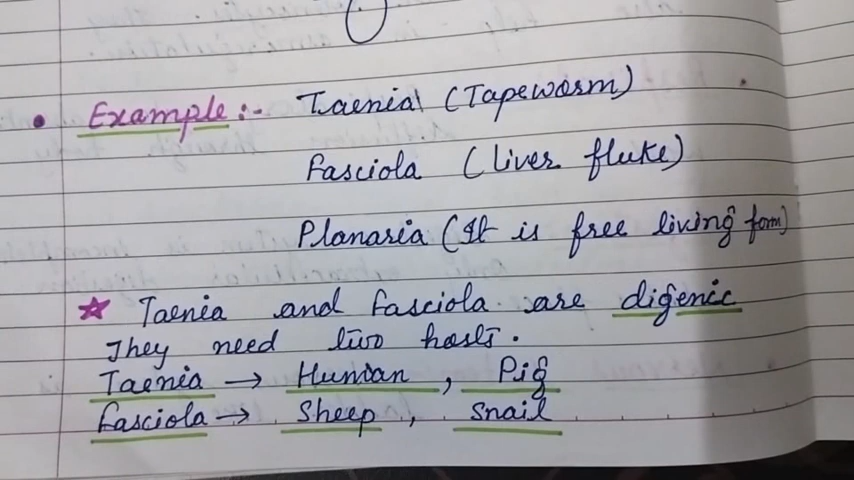 • Example :- Taenia (Tapeworm)
Fasciola (liver fluke)
Planaria (It is free living form)
☆ Taenia and fasciola are digenic
They need two hosts.
Taenia → Human, Pig
fasciola → Sheep, Snail